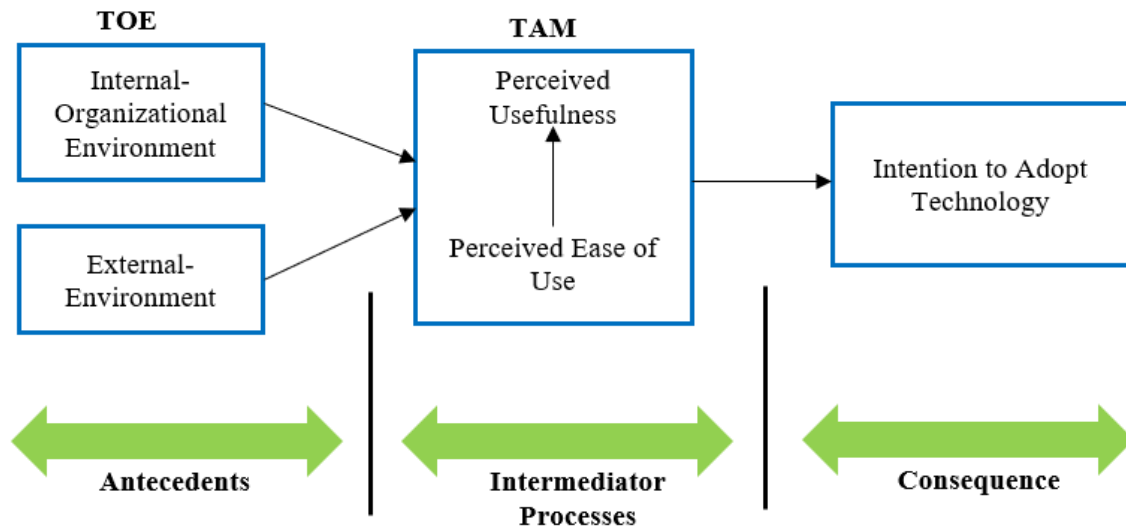 TOE
Internal-
Organizational
Environment
External-
Environment
TAM
Perceived
Usefulness
Perceived Ease of
Use
Intention to Adopt
Technology
Antecedents
Intermediator
Processes
Consequence